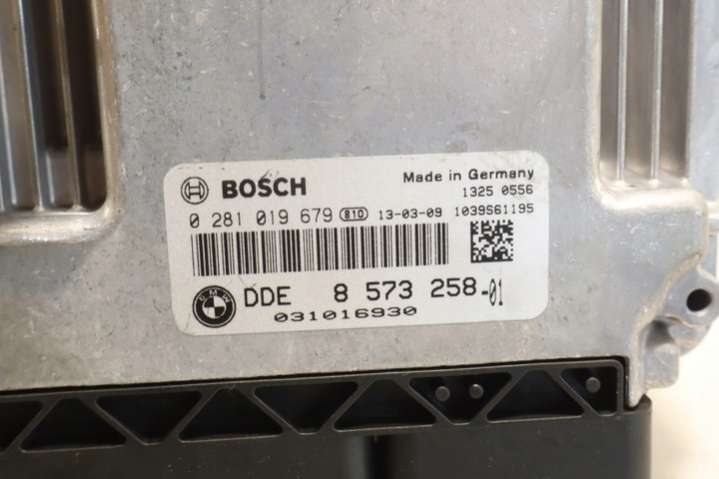 BOSCH
Made in Germany
1325 0556
0 281 019 679 810 13-03-09 1039S61195
BMW DDE 8 573 258-01
031016930